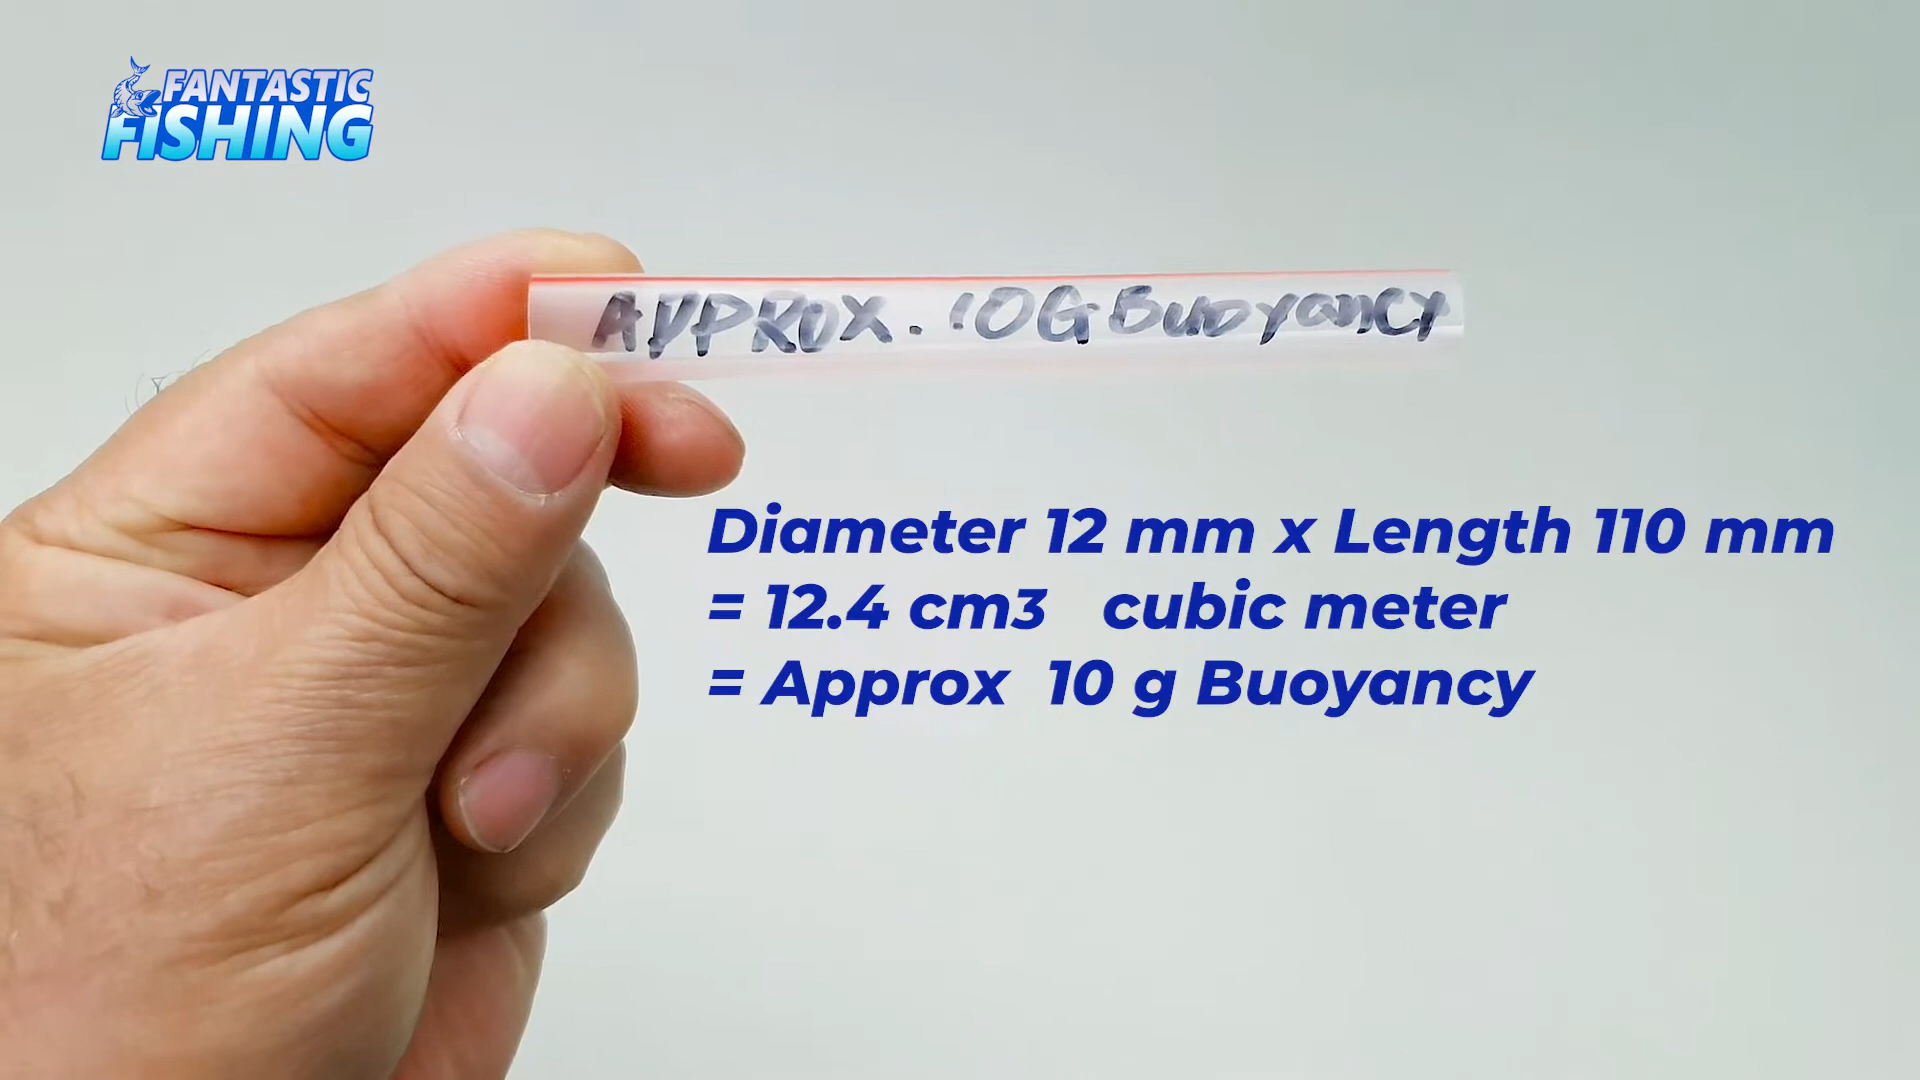 FANTASTIC
FISHING
APPROX. 10G Buoyancy
Diameter 12 mm x Length 110 mm
= 12.4 cm3 cubic meter
= Approx 10 g Buoyancy